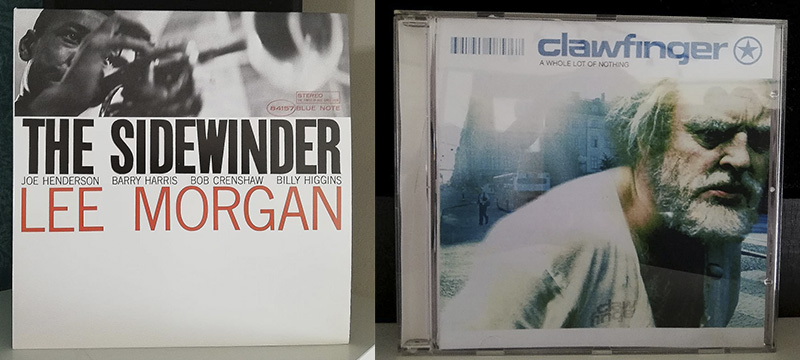 STEREO
84157 BLUE NOTE
THE SIDEWINDER
JOE HENDERSON BARRY HARRIS BOB CRENSHAW BILLY HIGGINS
LEE MORGAN
clawfinger
A WHOLE LOT OF NOTHING